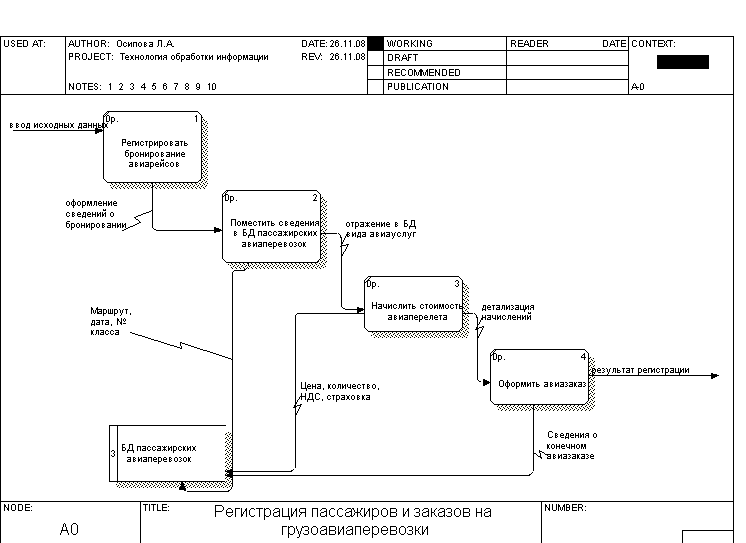 USED AT:
AUTHOR: Осипова Л.А.
DATE: 26.11.08
WORKING
READER
DATE
CONTEXT:
PROJECT: Технология обработки информации
REV: 26.11.08
DRAFT
RECOMMENDED
NOTES: 1 2 3 4 5 6 7 8 9 10
PUBLICATION
A-0
ввод исходных данных
0р.
1
Регистрировать
бронирование
авиарейсов
оформление
сведений о
бронировании
0р.
2
Поместить сведения
в БД пассажирских
авиаперевозок
отражение в БД
вида авиауслуг
0р.
3
Начислить стоимость
авиаперелета
детализация
начислений
Маршрут,
дата, №
класса
0р.
4
Оформить авиазаказ
результат регистрации
Цена, количество,
НДС, страховка
3
БД пассажирских
авиаперевозок
Сведения о
конечном
авиазаказе
NODE:
A0
TITLE:
Регистрация пассажиров и заказов на
грузоавиаперевозки
NUMBER: